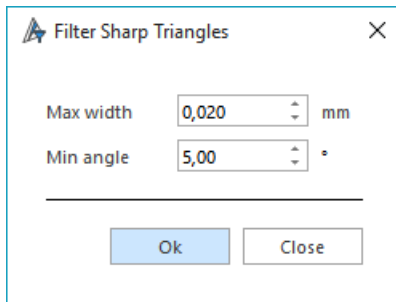 Filter Sharp Triangles
Max width 0,020 mm
Min angle 5,00 °
Ok Close